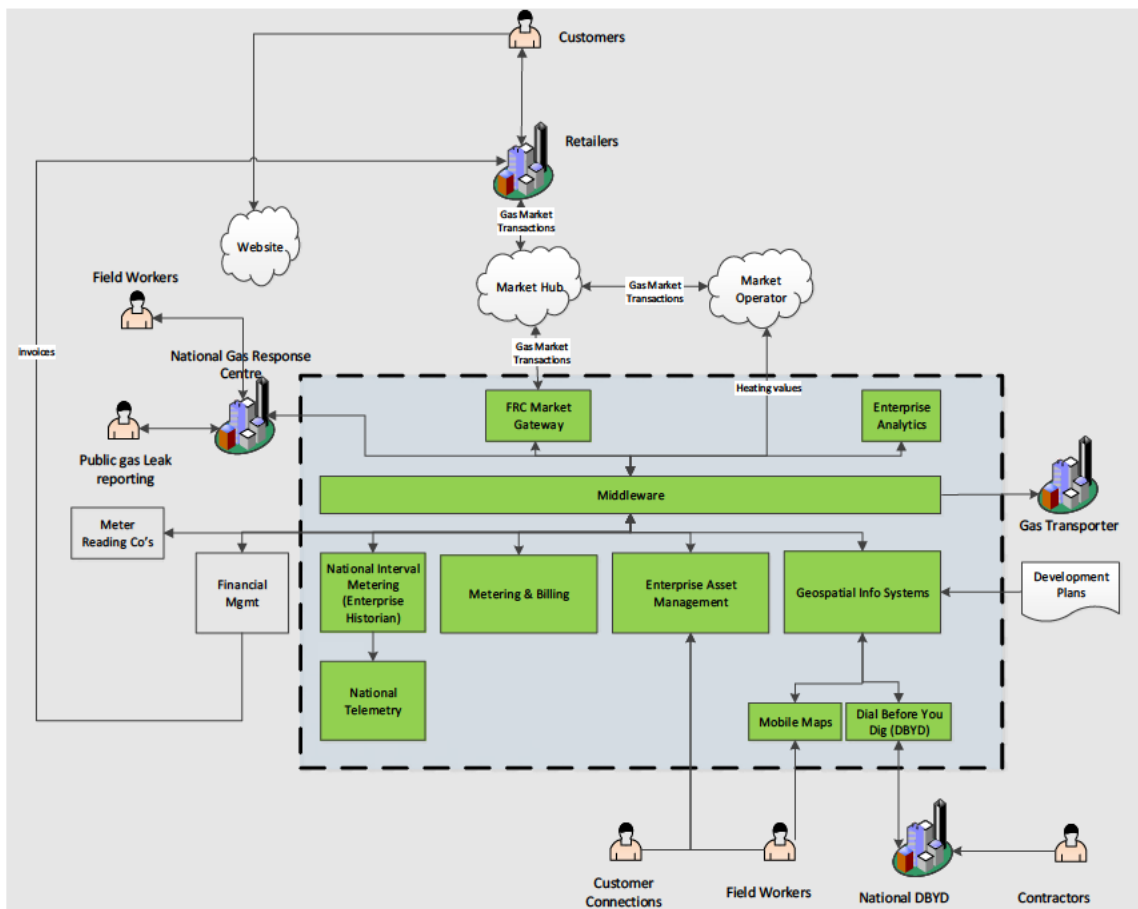 Customers
Retailers
Gas Market
Transactions
Website
Market Hub
Gas Market
Transactions
Market
Operator
Field Workers
Invoices
Gas Market
Transactions
National Gas Response
Centre
Heating values
FRC Market
Gateway
Enterprise
Analytics
Public gas Leak
reporting
Middleware
Gas Transporter
Meter
Reading Co's
Financial
Mgmt
National Interval
Metering
(Enterprise
Historian)
Metering & Billing
Enterprise Asset
Management
Geospatial Info Systems
Development
Plans
National
Telemetry
Mobile Maps
Dial Before You
Dig (DBYD)
Customer
Connections
Field Workers
National DBYD
Contractors